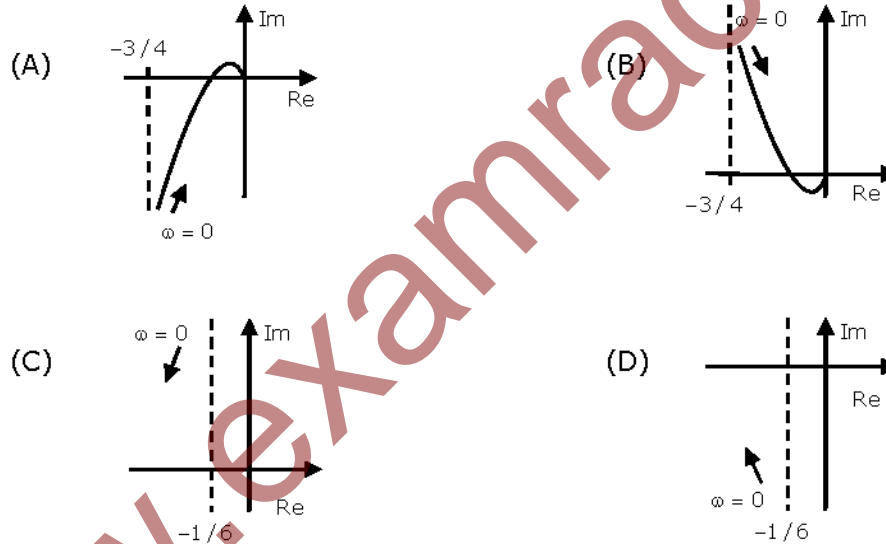 (A)
−3/4
Im
Re
ω = 0
(B)
ω = 0
Im
Re
−3/4
(C)
ω = 0
Im
Re
−1/6
(D)
Im
Re
ω = 0
−1/6
.examrac